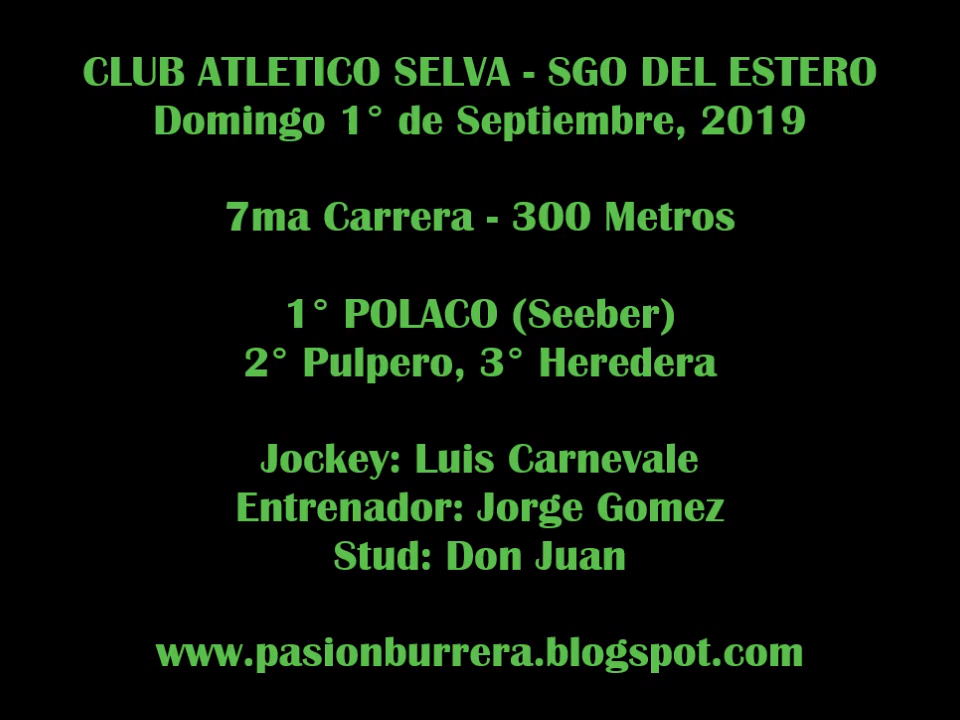 CLUB ATLETICO SELVA - SGO DEL ESTERO
Domingo 1° de Septiembre, 2019
7ma Carrera - 300 Metros
1° POLACO (Seeber)
2° Pulpero, 3° Heredera
Jockey: Luis Carnevale
Entrenador: Jorge Gomez
Stud: Don Juan
www.pasionburrera.blogspot.com